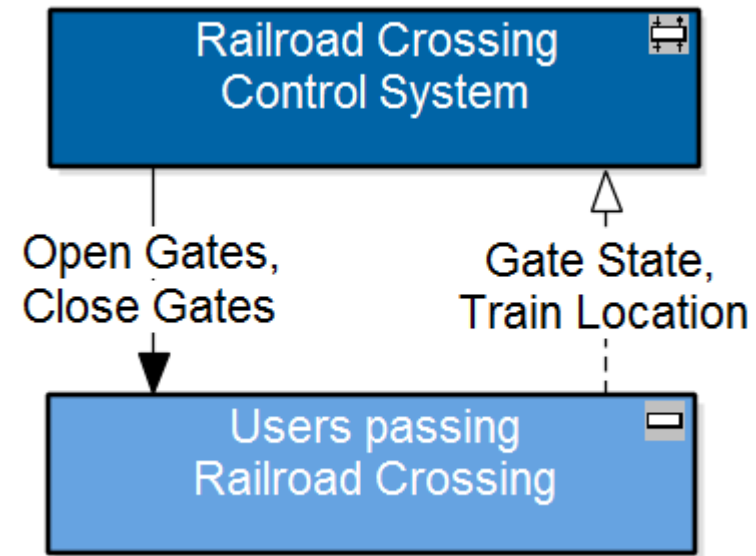 Railroad Crossing
Control System
Open Gates,
Close Gates
Gate State,
Train Location
Users passing
Railroad Crossing